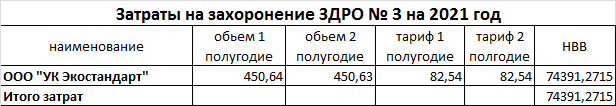 Затраты на захоронение ЗДРО № 3 на 2021 год
наименование обьем 1 полугодие обьем 2 полугодие тариф 1 полугодие тариф 2 полгодие НВВ
ООО "УК Экостандарт" 450,64 450,63 82,54 82,54 74391,2715
Итого затрат 74391,2715